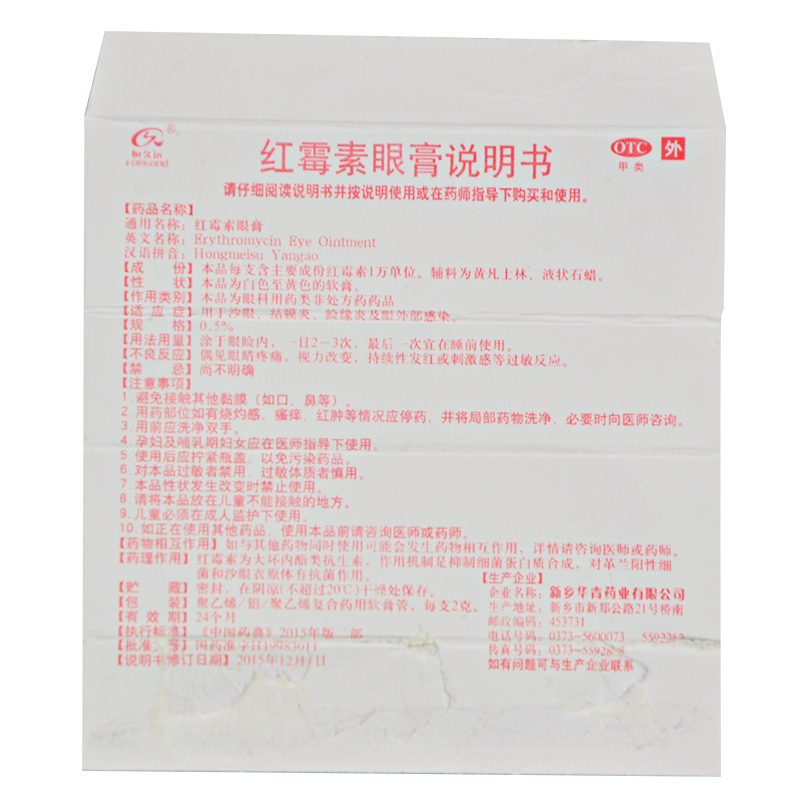 恒久远
红霉素眼膏说明书
OTC
甲类
外
请仔细阅读说明书并按说明使用或在药师指导下购买和使用。
【药品名称】
通用名称：红霉素眼膏
英文名称：Erythromycin Eye Ointment
汉语拼音：Hongmeisu Yangao
【成　份】本品每支含主要成份红霉素1万单位。辅料为黄凡士林、液状石蜡。
【性　状】本品为白色至黄色的软膏。
【作用类别】本品为眼科用药类非处方药药品
【适应症】用于沙眼、结膜炎、睑缘炎及眼外部感染。
【规　格】0.5%
【用法用量】涂于眼睑内，一日2～3次，最后一次宜在睡前使用。
【不良反应】偶见眼睛疼痛，视力改变，持续性发红或刺激感等过敏反应。
【禁　忌】尚不明确
【注意事项】
1.避免接触其他黏膜（如口、鼻等）。
2.用药部位如有烧灼感、瘙痒、红肿等情况应停药，并将局部药物洗净，必要时向医师咨询。
3.用前应洗净双手。
4.孕妇及哺乳期妇女应在医师指导下使用。
5.使用后应拧紧瓶盖，以免污染药品。
6.对本品过敏者禁用，过敏体质者慎用。
7.本品性状发生改变时禁止使用。
8.请将本品放在儿童不能接触的地方。
9.儿童必须在成人监护下使用。
10.如正在使用其他药品，使用本品前请咨询医师或药师。
【药物相互作用】如与其他药物同时使用可能会发生药物相互作用，详情请咨询医师或药师。
【药理作用】红霉素为大环内酯类抗生素，作用机制是抑制细菌蛋白质合成，对革兰阳性细
菌和沙眼衣原体有抗菌作用。
【贮　藏】密封，在阴凉(不超过20℃)干燥处保存。
【包　装】聚乙烯/铝/聚乙烯复合药用软膏管，每支2克。
【有效期】24个月
【执行标准】《中国药典》2015年版二部
【批准.号】国药准字H19983011
【说明书修订日期】2015年12月1日
【生产企业】
企业名称：新乡华青药业有限公司
生产地址：新乡市新郑公路21号桥南
邮政编码：453731
电话号码：0373-5600073
传真号码：0373-55928
如有问题可与生产企业联系